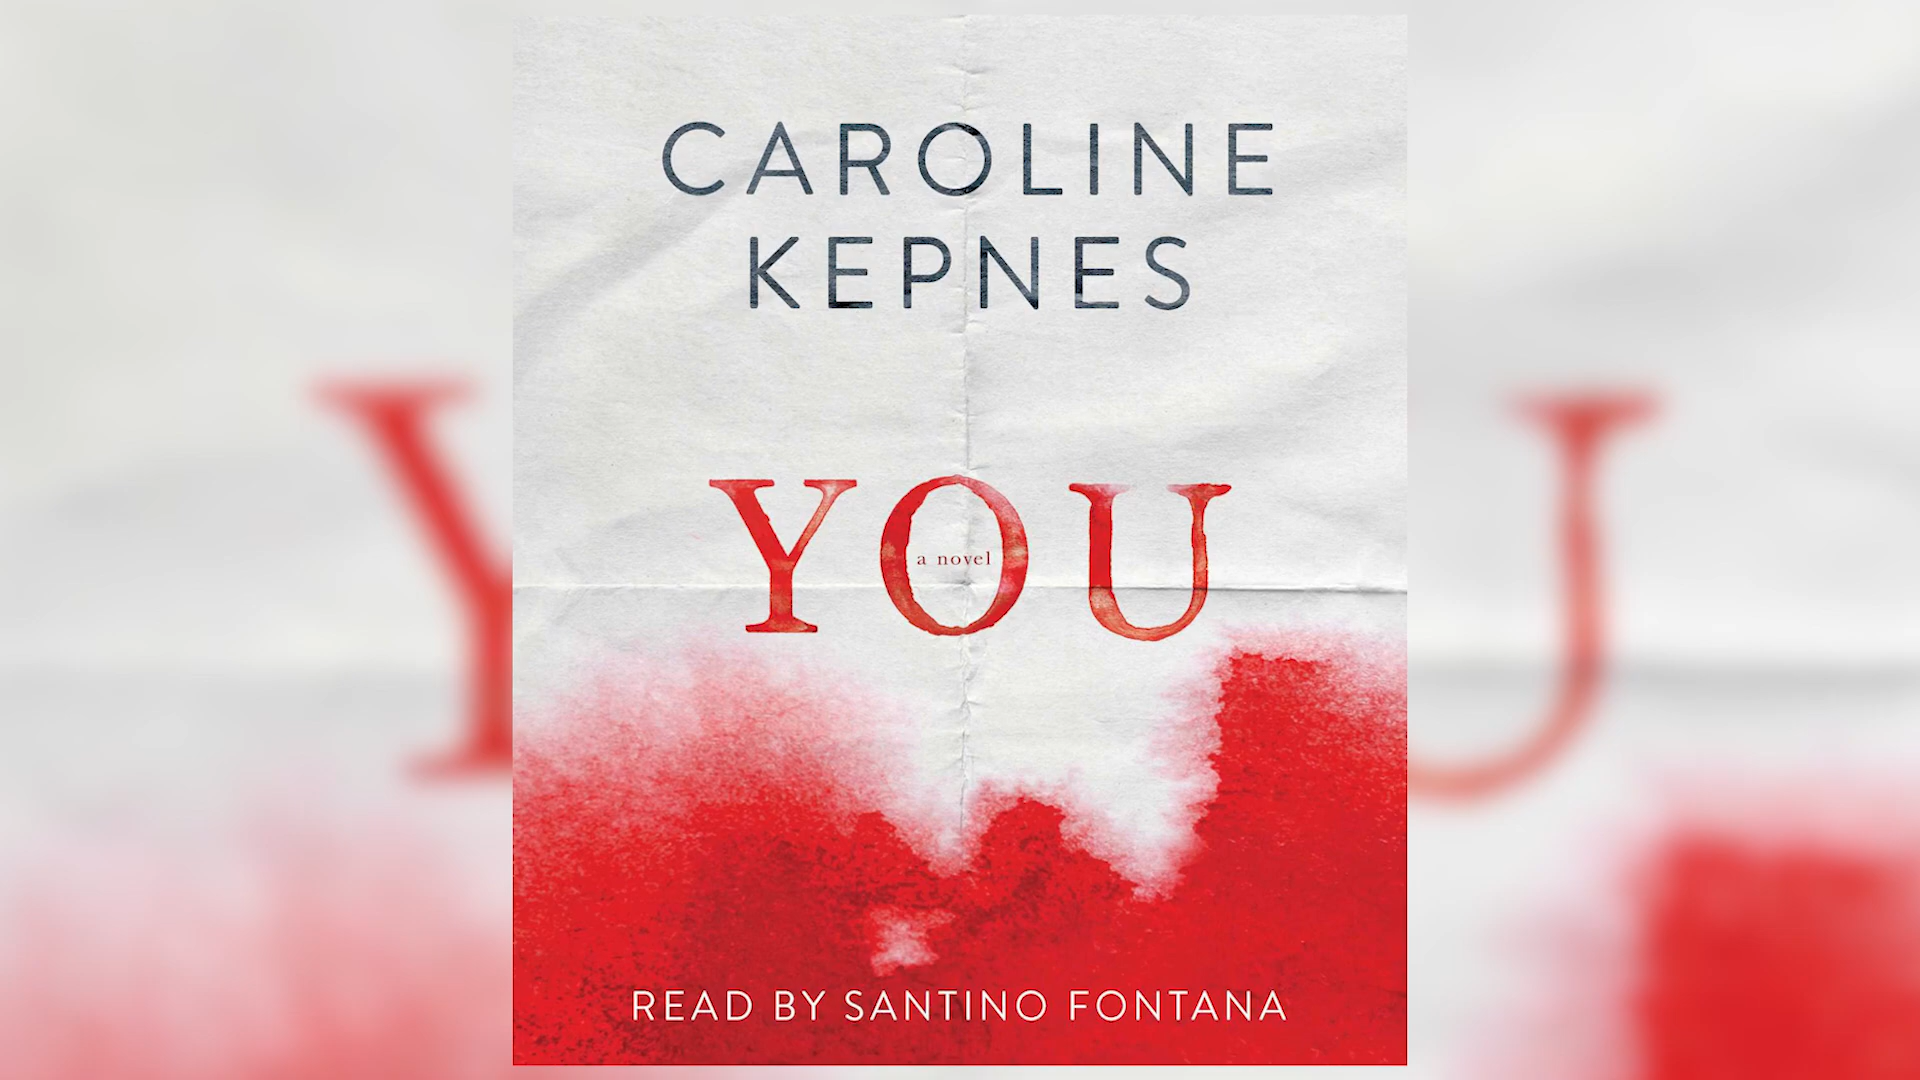 CAROLINE
KEPNES
YOU
a novel
READ BY SANTINO FONTANA